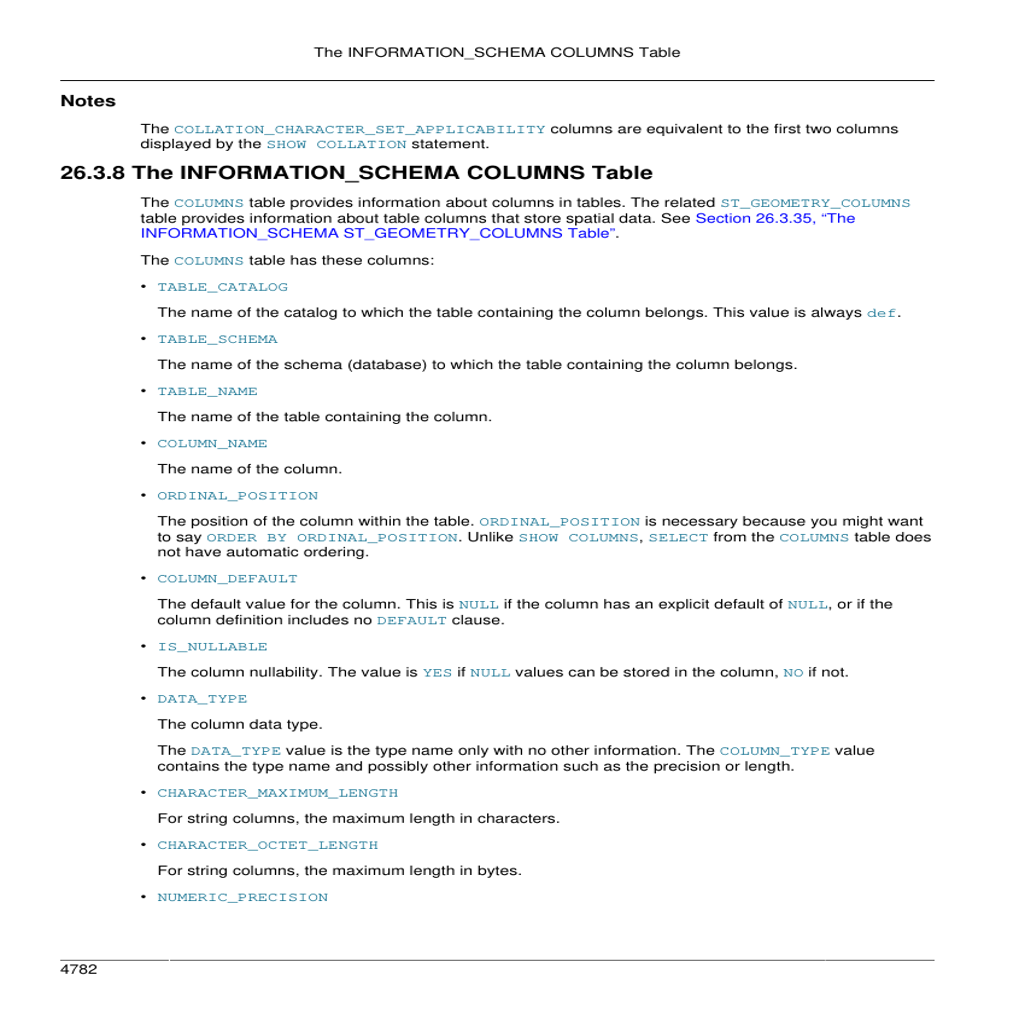 The INFORMATION_SCHEMA COLUMNS Table
Notes
The COLLATION_CHARACTER_SET_APPLICABILITY columns are equivalent to the first two columns
displayed by the SHOW COLLATION statement.
26.3.8 The INFORMATION_SCHEMA COLUMNS Table
The COLUMNS table provides information about columns in tables. The related ST_GEOMETRY_COLUMNS
table provides information about table columns that store spatial data. See Section 26.3.35, “The
INFORMATION_SCHEMA ST_GEOMETRY_COLUMNS Table”.
The COLUMNS table has these columns:
• TABLE_CATALOG
The name of the catalog to which the table containing the column belongs. This value is always def.
• TABLE_SCHEMA
The name of the schema (database) to which the table containing the column belongs.
• TABLE_NAME
The name of the table containing the column.
• COLUMN_NAME
The name of the column.
• ORDINAL_POSITION
The position of the column within the table. ORDINAL_POSITION is necessary because you might want
to say ORDER BY ORDINAL_POSITION. Unlike SHOW COLUMNS, SELECT from the COLUMNS table does
not have automatic ordering.
• COLUMN_DEFAULT
The default value for the column. This is NULL if the column has an explicit default of NULL, or if the
column definition includes no DEFAULT clause.
• IS_NULLABLE
The column nullability. The value is YES if NULL values can be stored in the column, NO if not.
• DATA_TYPE
The column data type.
The DATA_TYPE value is the type name only with no other information. The COLUMN_TYPE value
contains the type name and possibly other information such as the precision or length.
• CHARACTER_MAXIMUM_LENGTH
For string columns, the maximum length in characters.
• CHARACTER_OCTET_LENGTH
For string columns, the maximum length in bytes.
• NUMERIC_PRECISION
4782